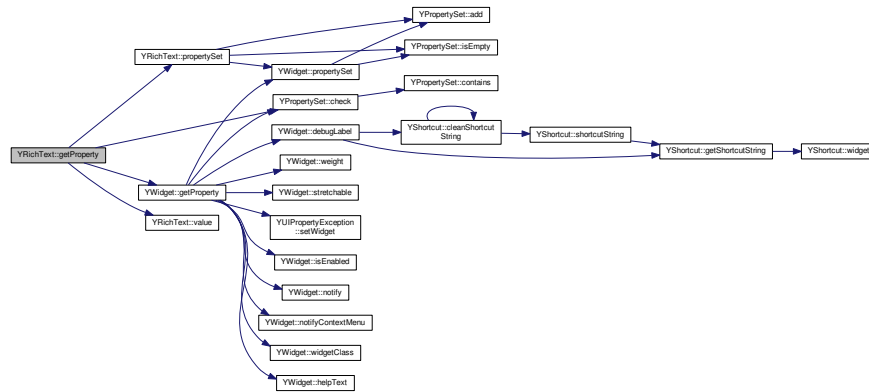 YPropertySet::add
YRichText::propertySet
YPropertySet::isEmpty
YWidget::propertySet
YPropertySet::contains
YPropertySet::check
YWidget::debugLabel
YShortcut::cleanShortcut
String
YShortcut::shortcutString
YShortcut::getShortcutString
YShortcut::widget
YRichText::getProperty
YWidget::weight
YWidget::getProperty
YWidget::stretchable
YRichText::value
YUIPropertyException
::setWidget
YWidget::isEnabled
YWidget::notify
YWidget::notifyContextMenu
YWidget::widgetClass
YWidget::helpText